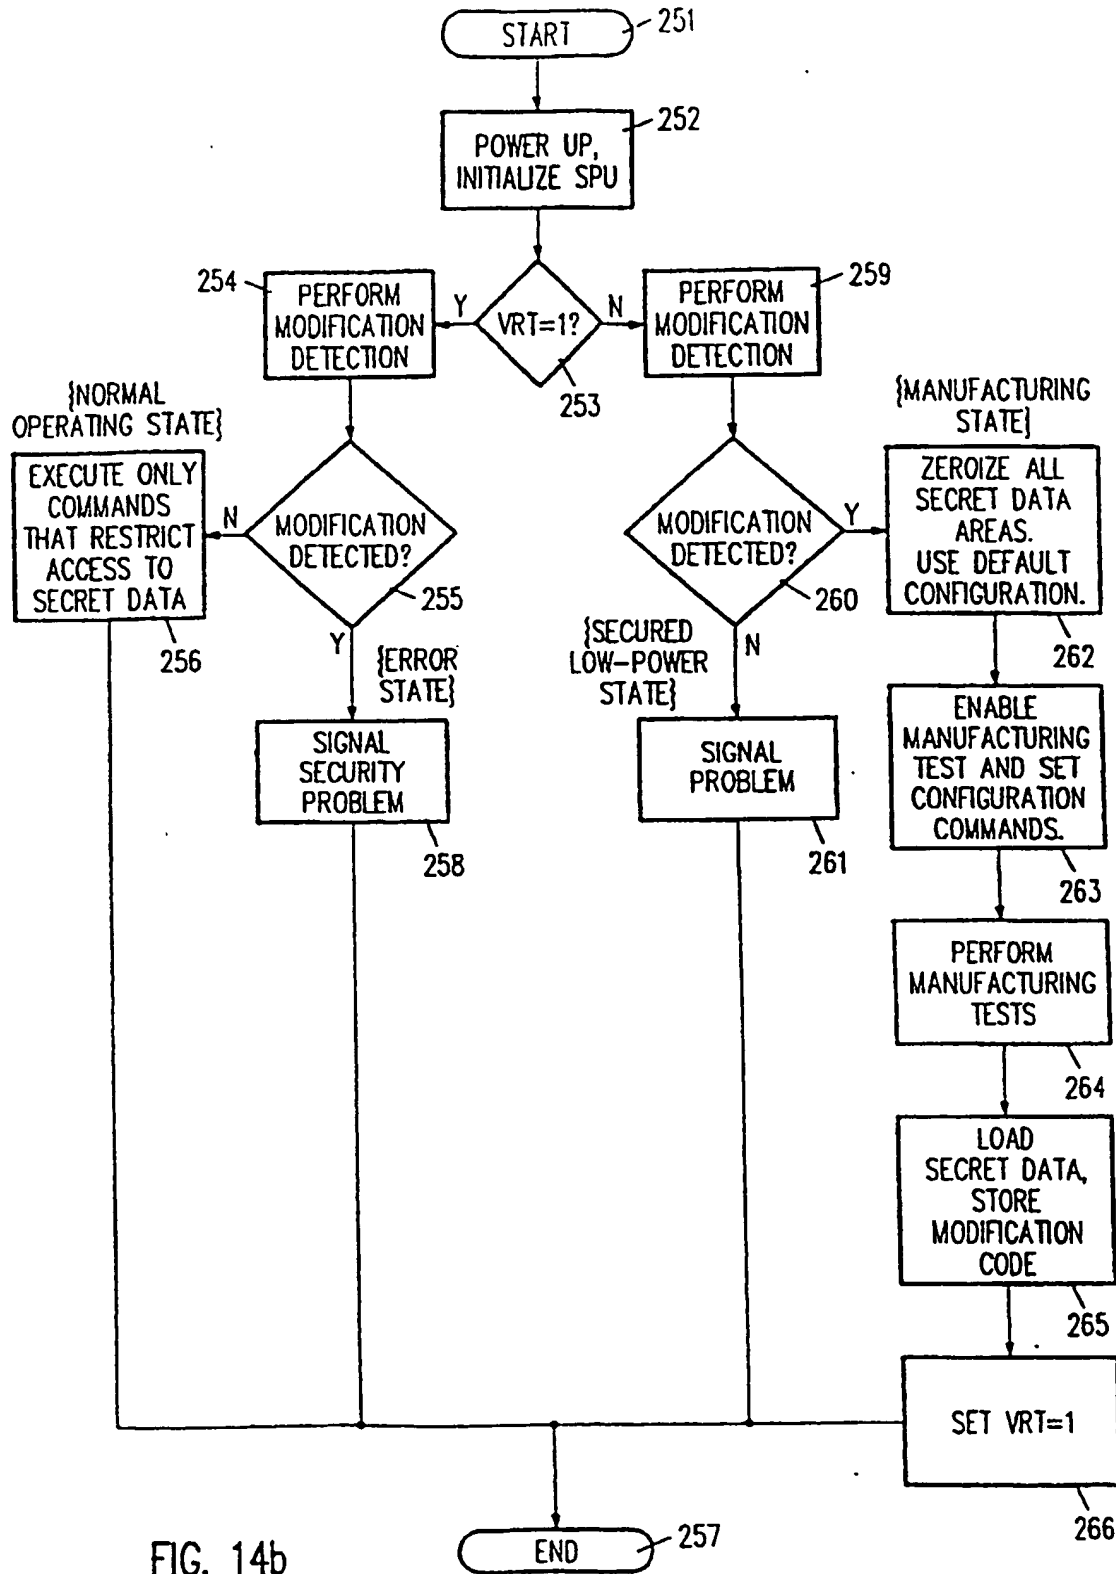 START
251
252
POWER UP,
INITIALIZE SPU
254
PERFORM
MODIFICATION
DETECTION
Y
VRT=1?
253
N
259
PERFORM
MODIFICATION
DETECTION
{NORMAL
OPERATING STATE}
EXECUTE ONLY
COMMANDS
THAT RESTRICT
ACCESS TO
SECRET DATA
256
N
MODIFICATION
DETECTED?
255
Y
{ERROR
STATE}
SIGNAL
SECURITY
PROBLEM
258
MODIFICATION
DETECTED?
260
Y
N
{SECURED
LOW-POWER
STATE}
SIGNAL
PROBLEM
261
{MANUFACTURING
STATE}
ZEROIZE ALL
SECRET DATA
AREAS.
USE DEFAULT
CONFIGURATION.
262
ENABLE
MANUFACTURING
TEST AND SET
CONFIGURATION
COMMANDS.
263
PERFORM
MANUFACTURING
TESTS
264
LOAD
SECRET DATA,
STORE
MODIFICATION
CODE
265
SET VRT=1
266
END
257
FIG. 14b